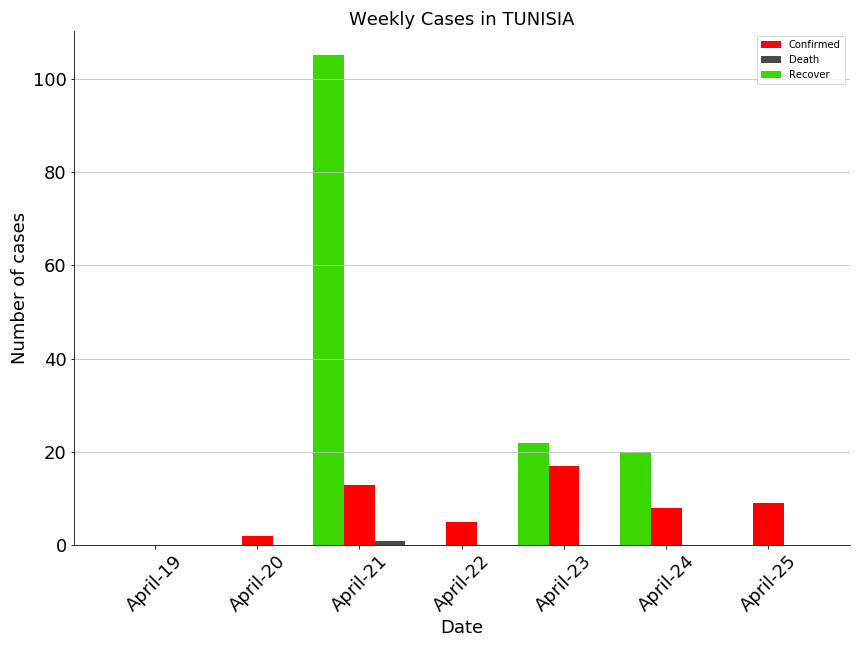 Weekly Cases in TUNISIA
Confirmed
Death
Recover
Number of cases
100
80
60
40
20
0
April-19
April-20
April-21
April-22
April-23
April-24
April-25
Date